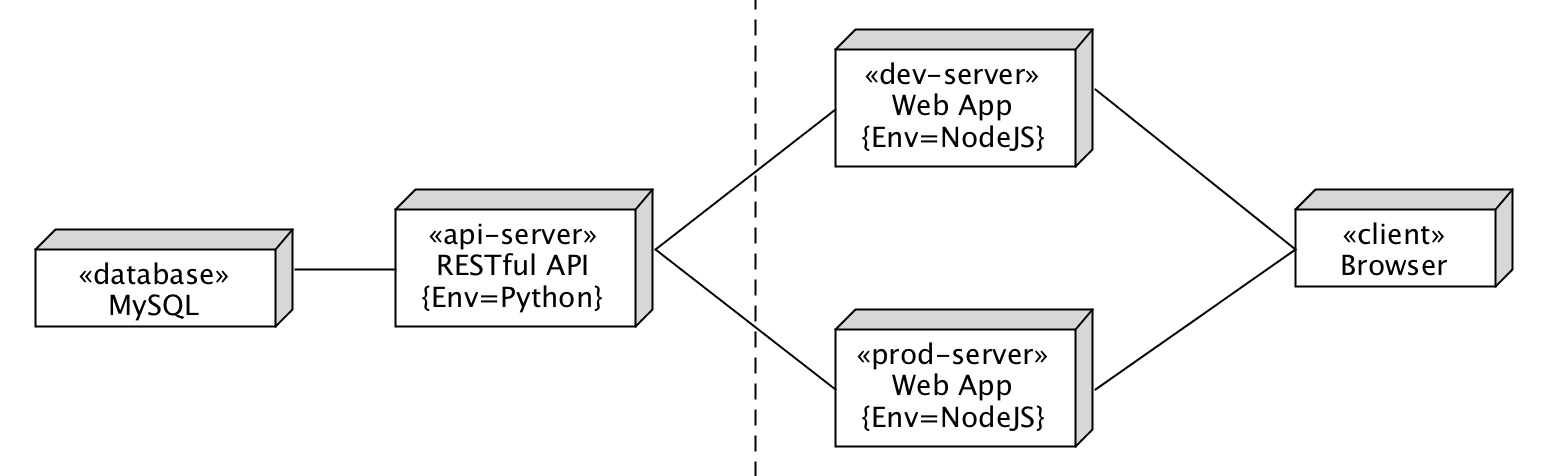 «database»
MySQL
«api-server»
RESTful API
{Env=Python}
«dev-server»
Web App
{Env=NodeJS}
«prod-server»
Web App
{Env=NodeJS}
«client»
Browser